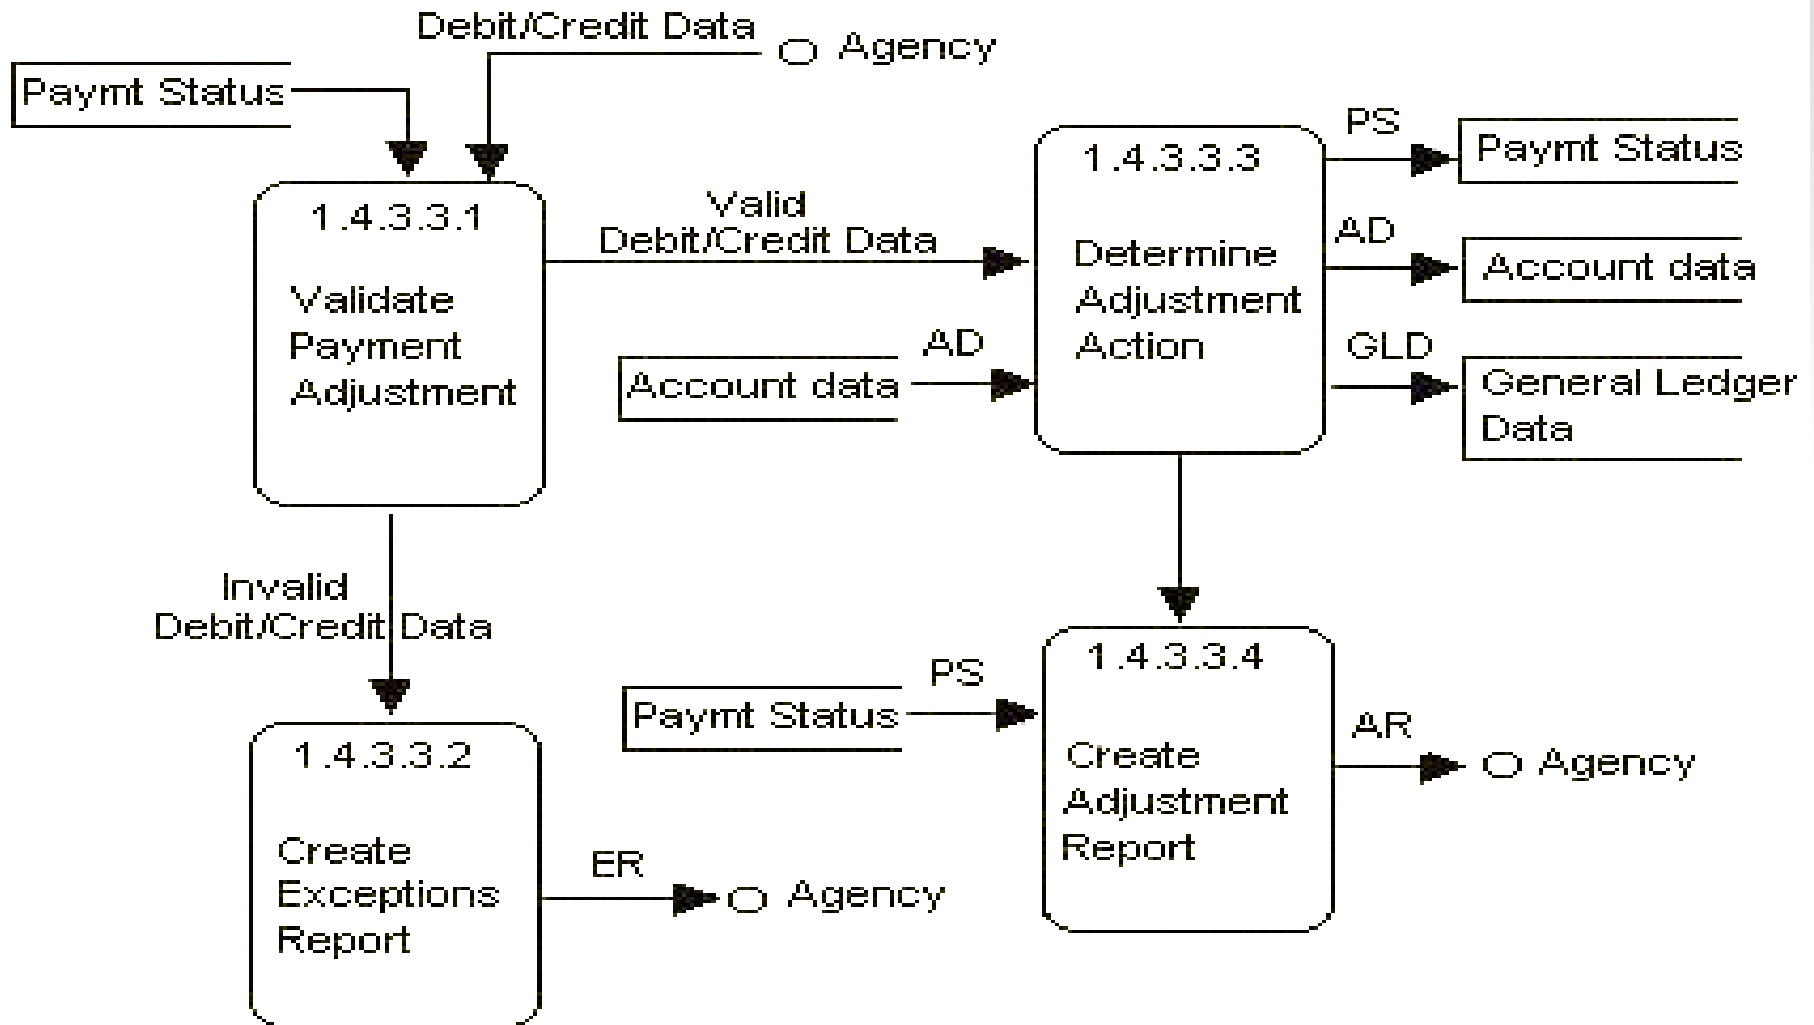 Debit/Credit Data
Agency
Paymt Status
1.4.3.3.1
Validate
Payment
Adjustment
Valid
Debit/Credit Data
AD
Account data
1.4.3.3.3
Determine
Adjustment
Action
PS
Paymt Status
AD
Account data
GLD
General Ledger
Data
Invalid
Debit/Credit Data
1.4.3.3.2
Create
Exceptions
Report
ER
Agency
PS
Paymt Status
1.4.3.3.4
Create
Adjustment
Report
AR
Agency